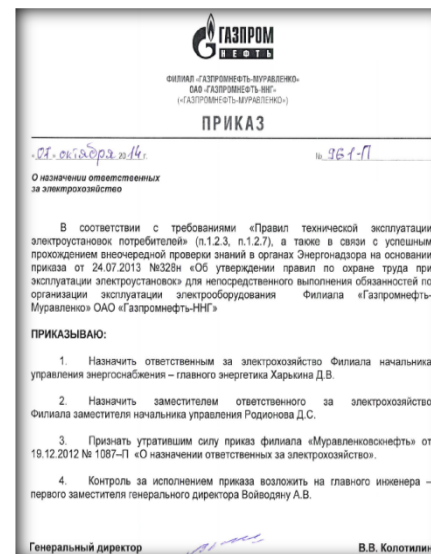 ГАЗПРОМ
НЕФТЬ
ФИЛИАЛ «ГАЗПРОМНЕФТЬ-МУРАВЛЕНКО»
ОАО «ГАЗПРОМНЕФТЬ-ННГ»
(«ГАЗПРОМНЕФТЬ-МУРАВЛЕНКО»)
ПРИКАЗ
«01» октября 2014 г. № 961-П
О назначении ответственных
за электрохозяйство
В соответствии с требованиями «Правил технической эксплуатации
электроустановок потребителей» (п.1.2.3, п.1.2.7), а также в связи с успешным
прохождением внеочередной проверки знаний в органах Энергонадзора на основании
приказа от 24.07.2013 №328н «Об утверждении правил по охране труда при
эксплуатации электроустановок» для непосредственного выполнения обязанностей по
организации эксплуатации электрооборудования Филиала «Газпромнефть-
Муравленко» ОАО «Газпромнефть-ННГ»
ПРИКАЗЫВАЮ:
1. Назначить ответственным за электрохозяйство Филиала начальника
управления энергоснабжения – главного энергетика Харькина Д.В.
2. Назначить заместителем ответственного за электрохозяйство
Филиала заместителя начальника управления Родионова Д.С.
3. Признать утратившим силу приказ филиала «Муравленковскнефть» от
19.12.2012 № 1087–П «О назначении ответственных за электрохозяйство».
4. Контроль за исполнением приказа возложить на главного инженера –
первого заместителя генерального директора Войводяну А.В.
Генеральный директор В.В. Колотилин